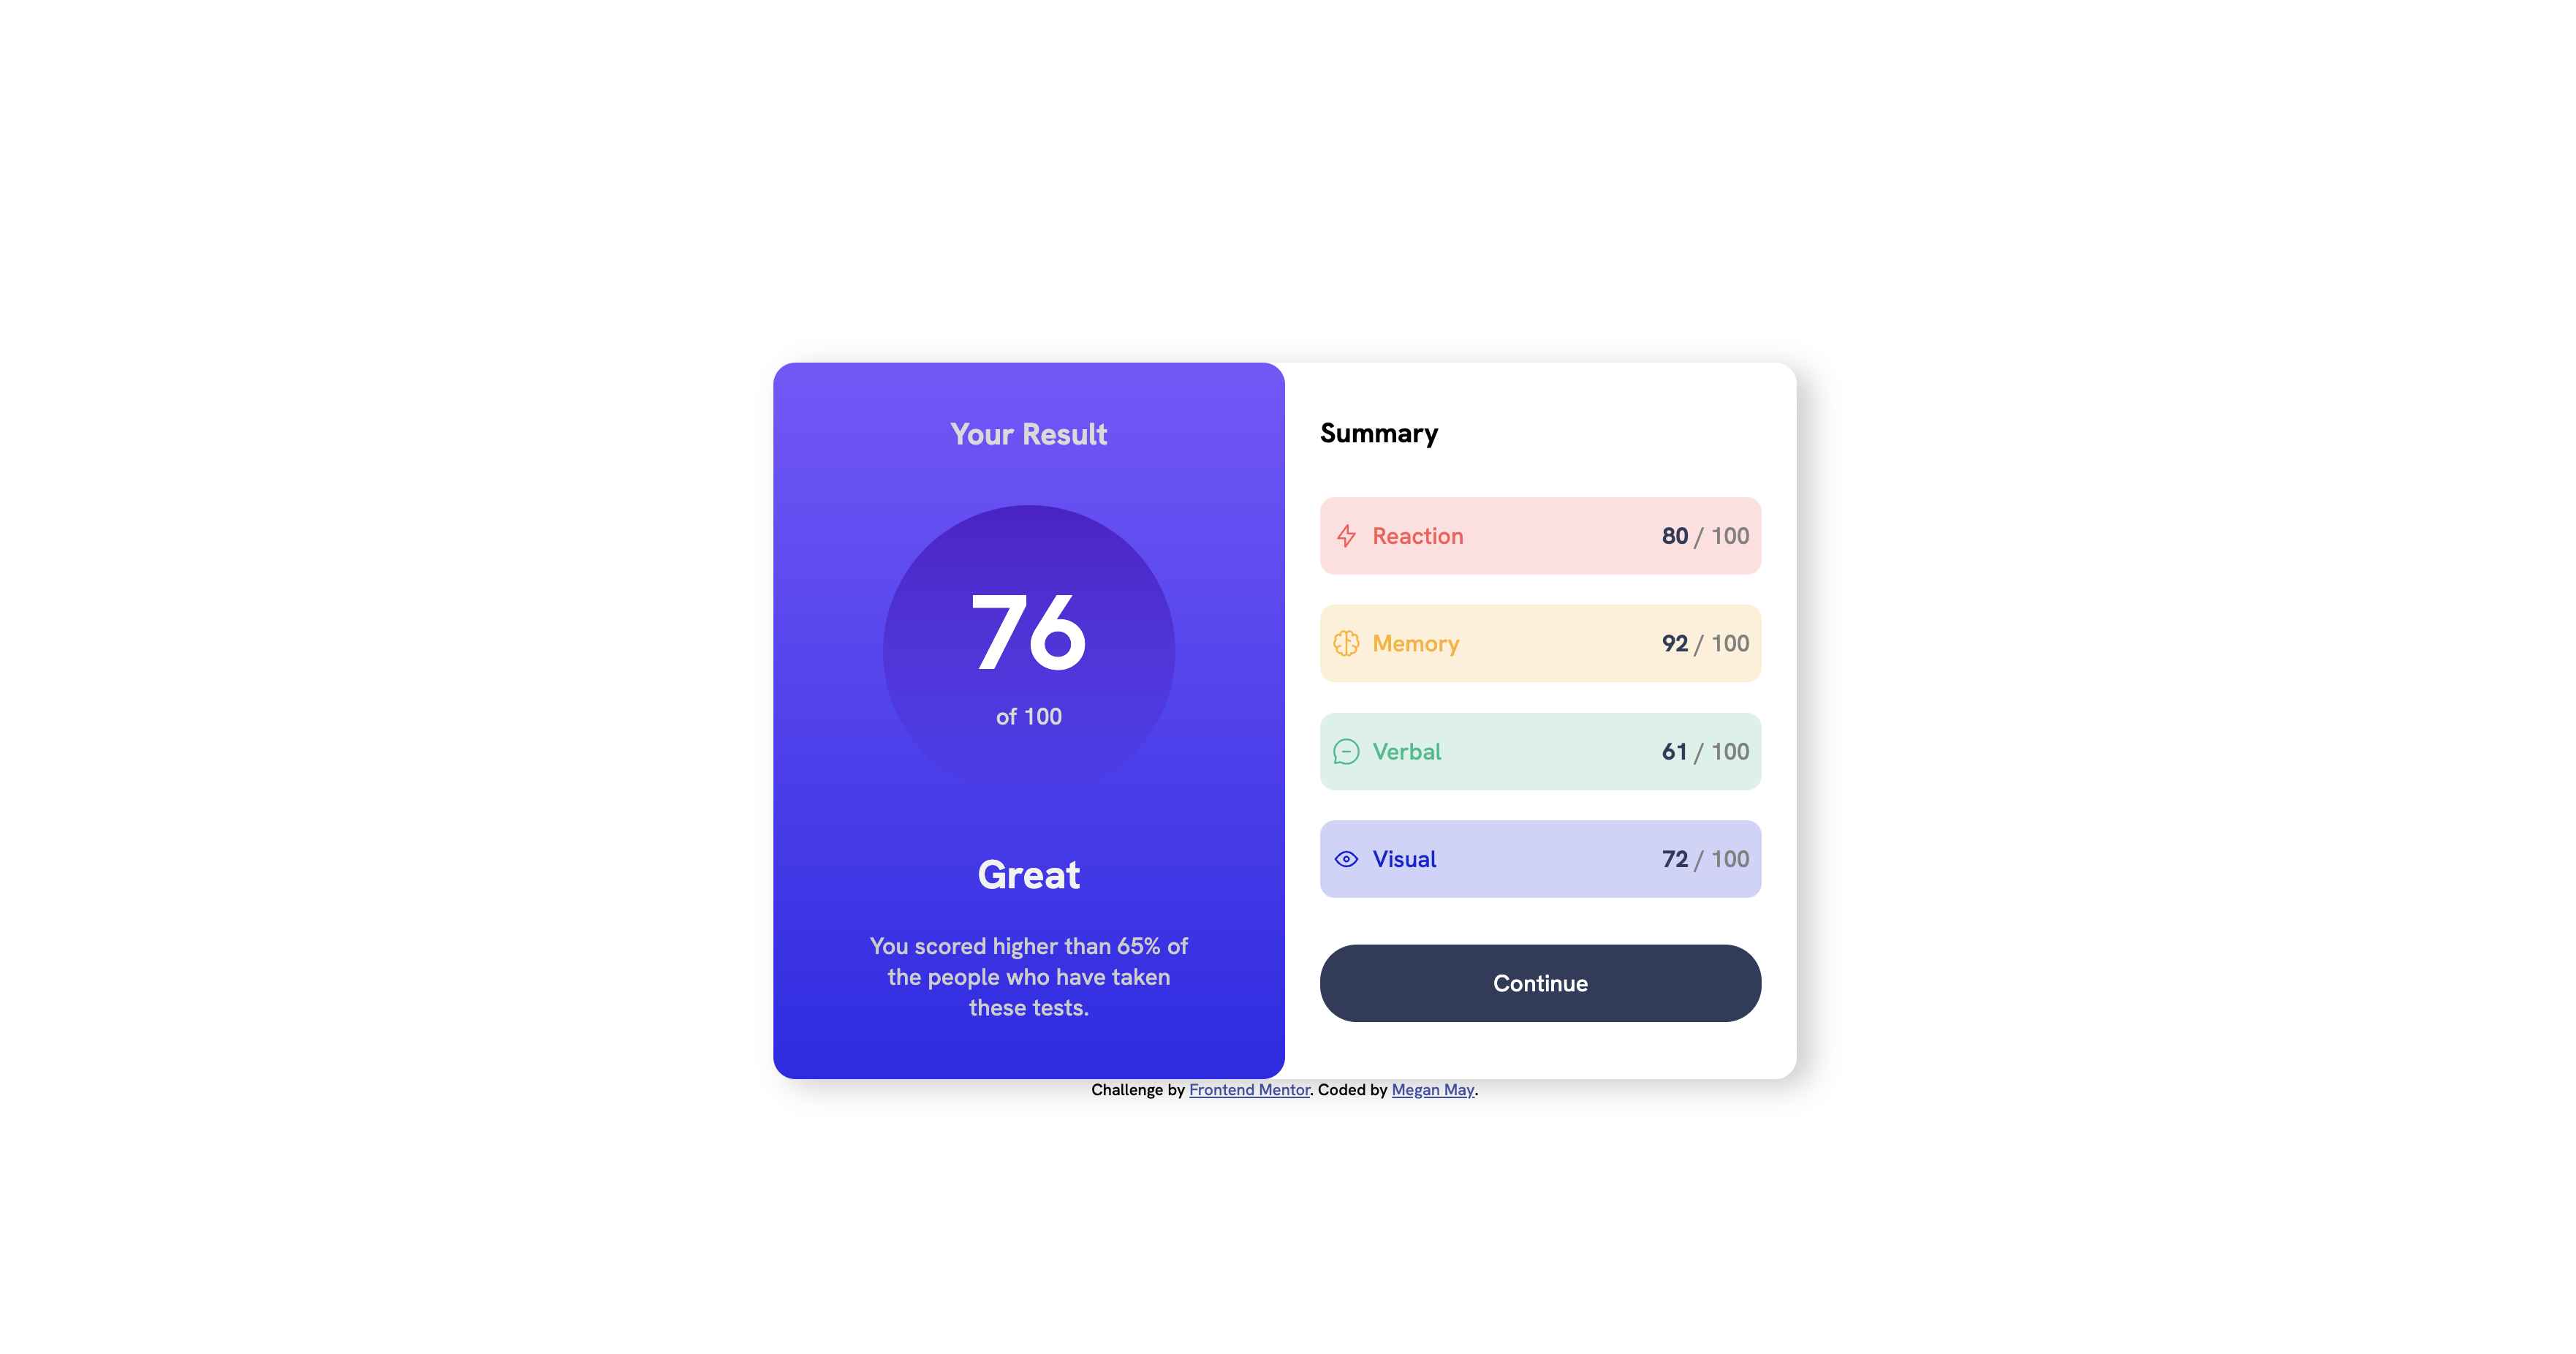 Your Result
76
of 100
Great
You scored higher than 65% of
the people who have taken
these tests.
Summary
Reaction 80 / 100
Memory 92 / 100
Verbal 61 / 100
Visual 72 / 100
Continue
Challenge by Frontend Mentor. Coded by Megan May.